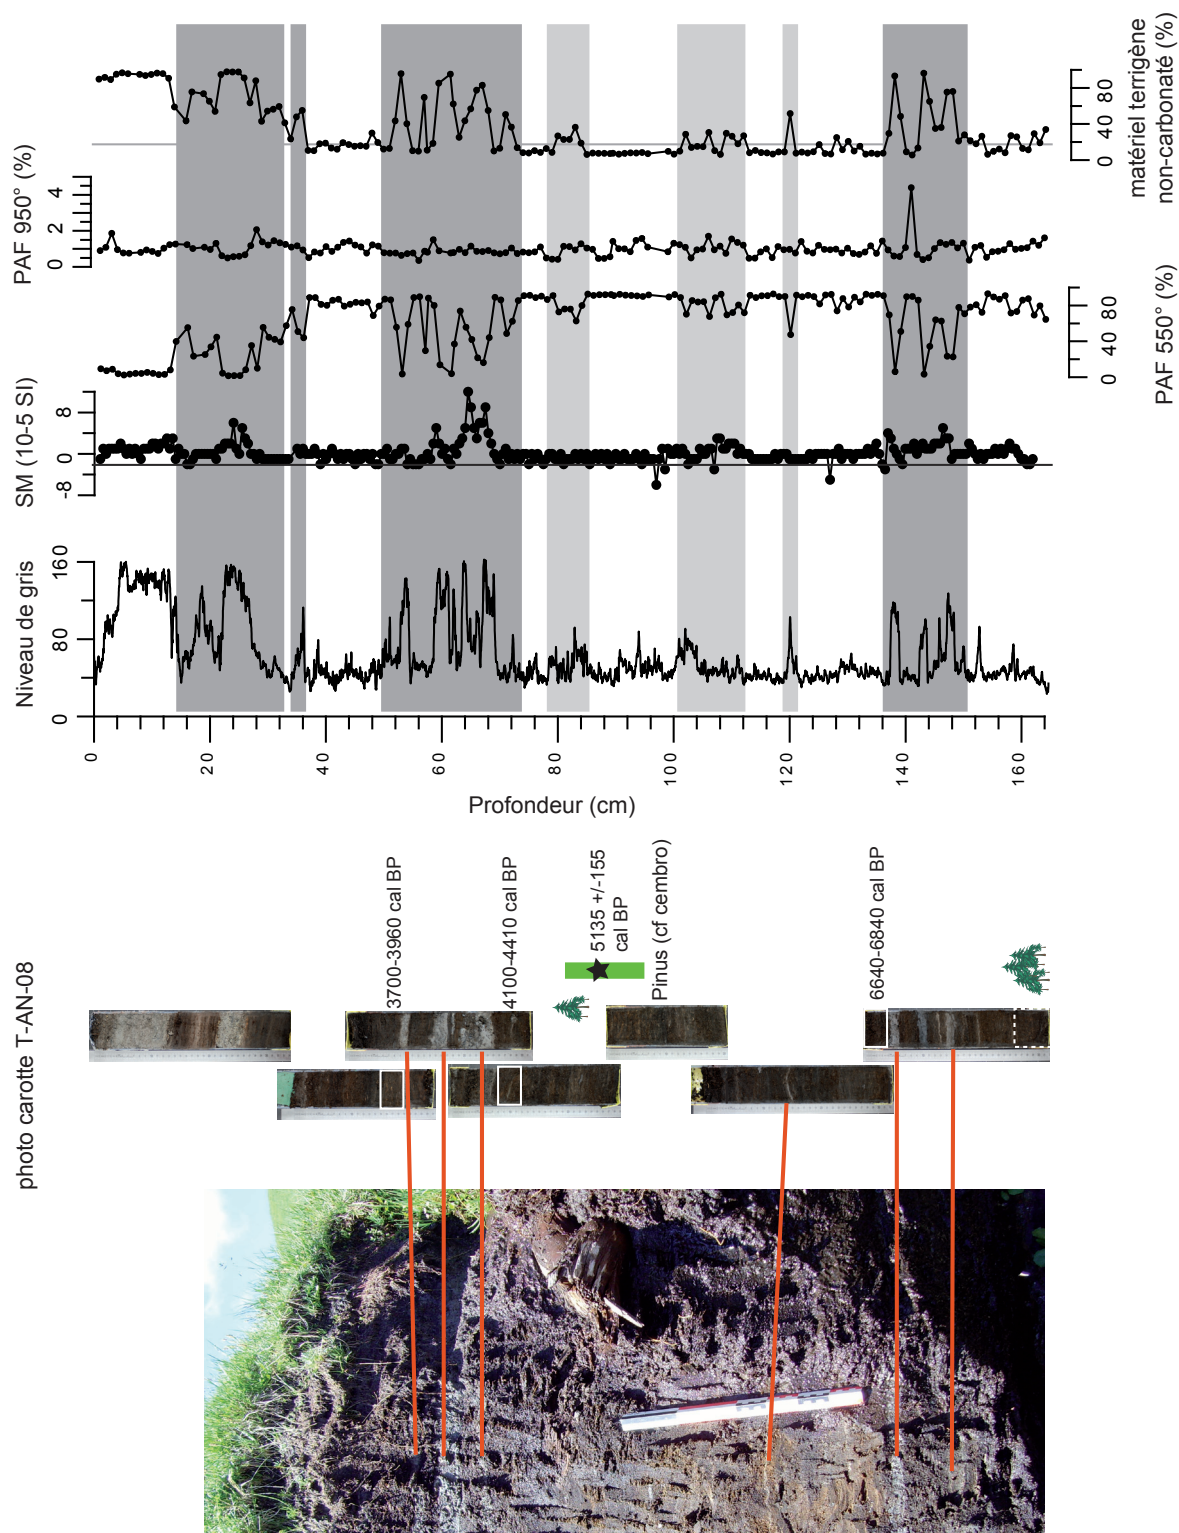 photo carotte T-AN-08
3700-3960 cal BP
4100-4410 cal BP
5135 +/-155
cal BP
Pinus (cf cembro)
6640-6840 cal BP
Profondeur (cm)
0
20
40
60
80
100
120
140
160
Niveau de gris
0
80
160
SM (10-5 SI)
-8
0
8
PAF 550° (%)
0
40
80
PAF 950° (%)
0
2
4
matériel terrigène
non-carbonaté (%)
0
40
80